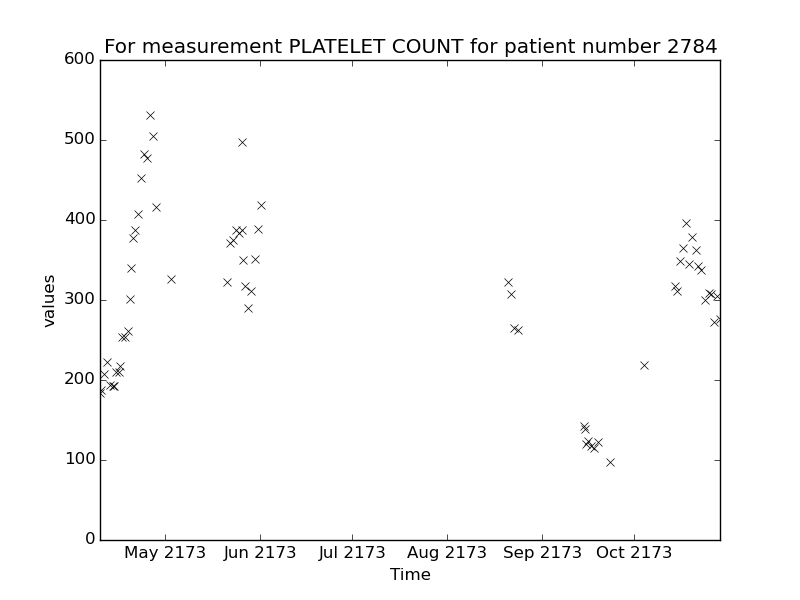 For measurement PLATELET COUNT for patient number 2784
600
500
400
300
200
100
0
values
May 2173 Jun 2173 Jul 2173 Aug 2173 Sep 2173 Oct 2173
Time